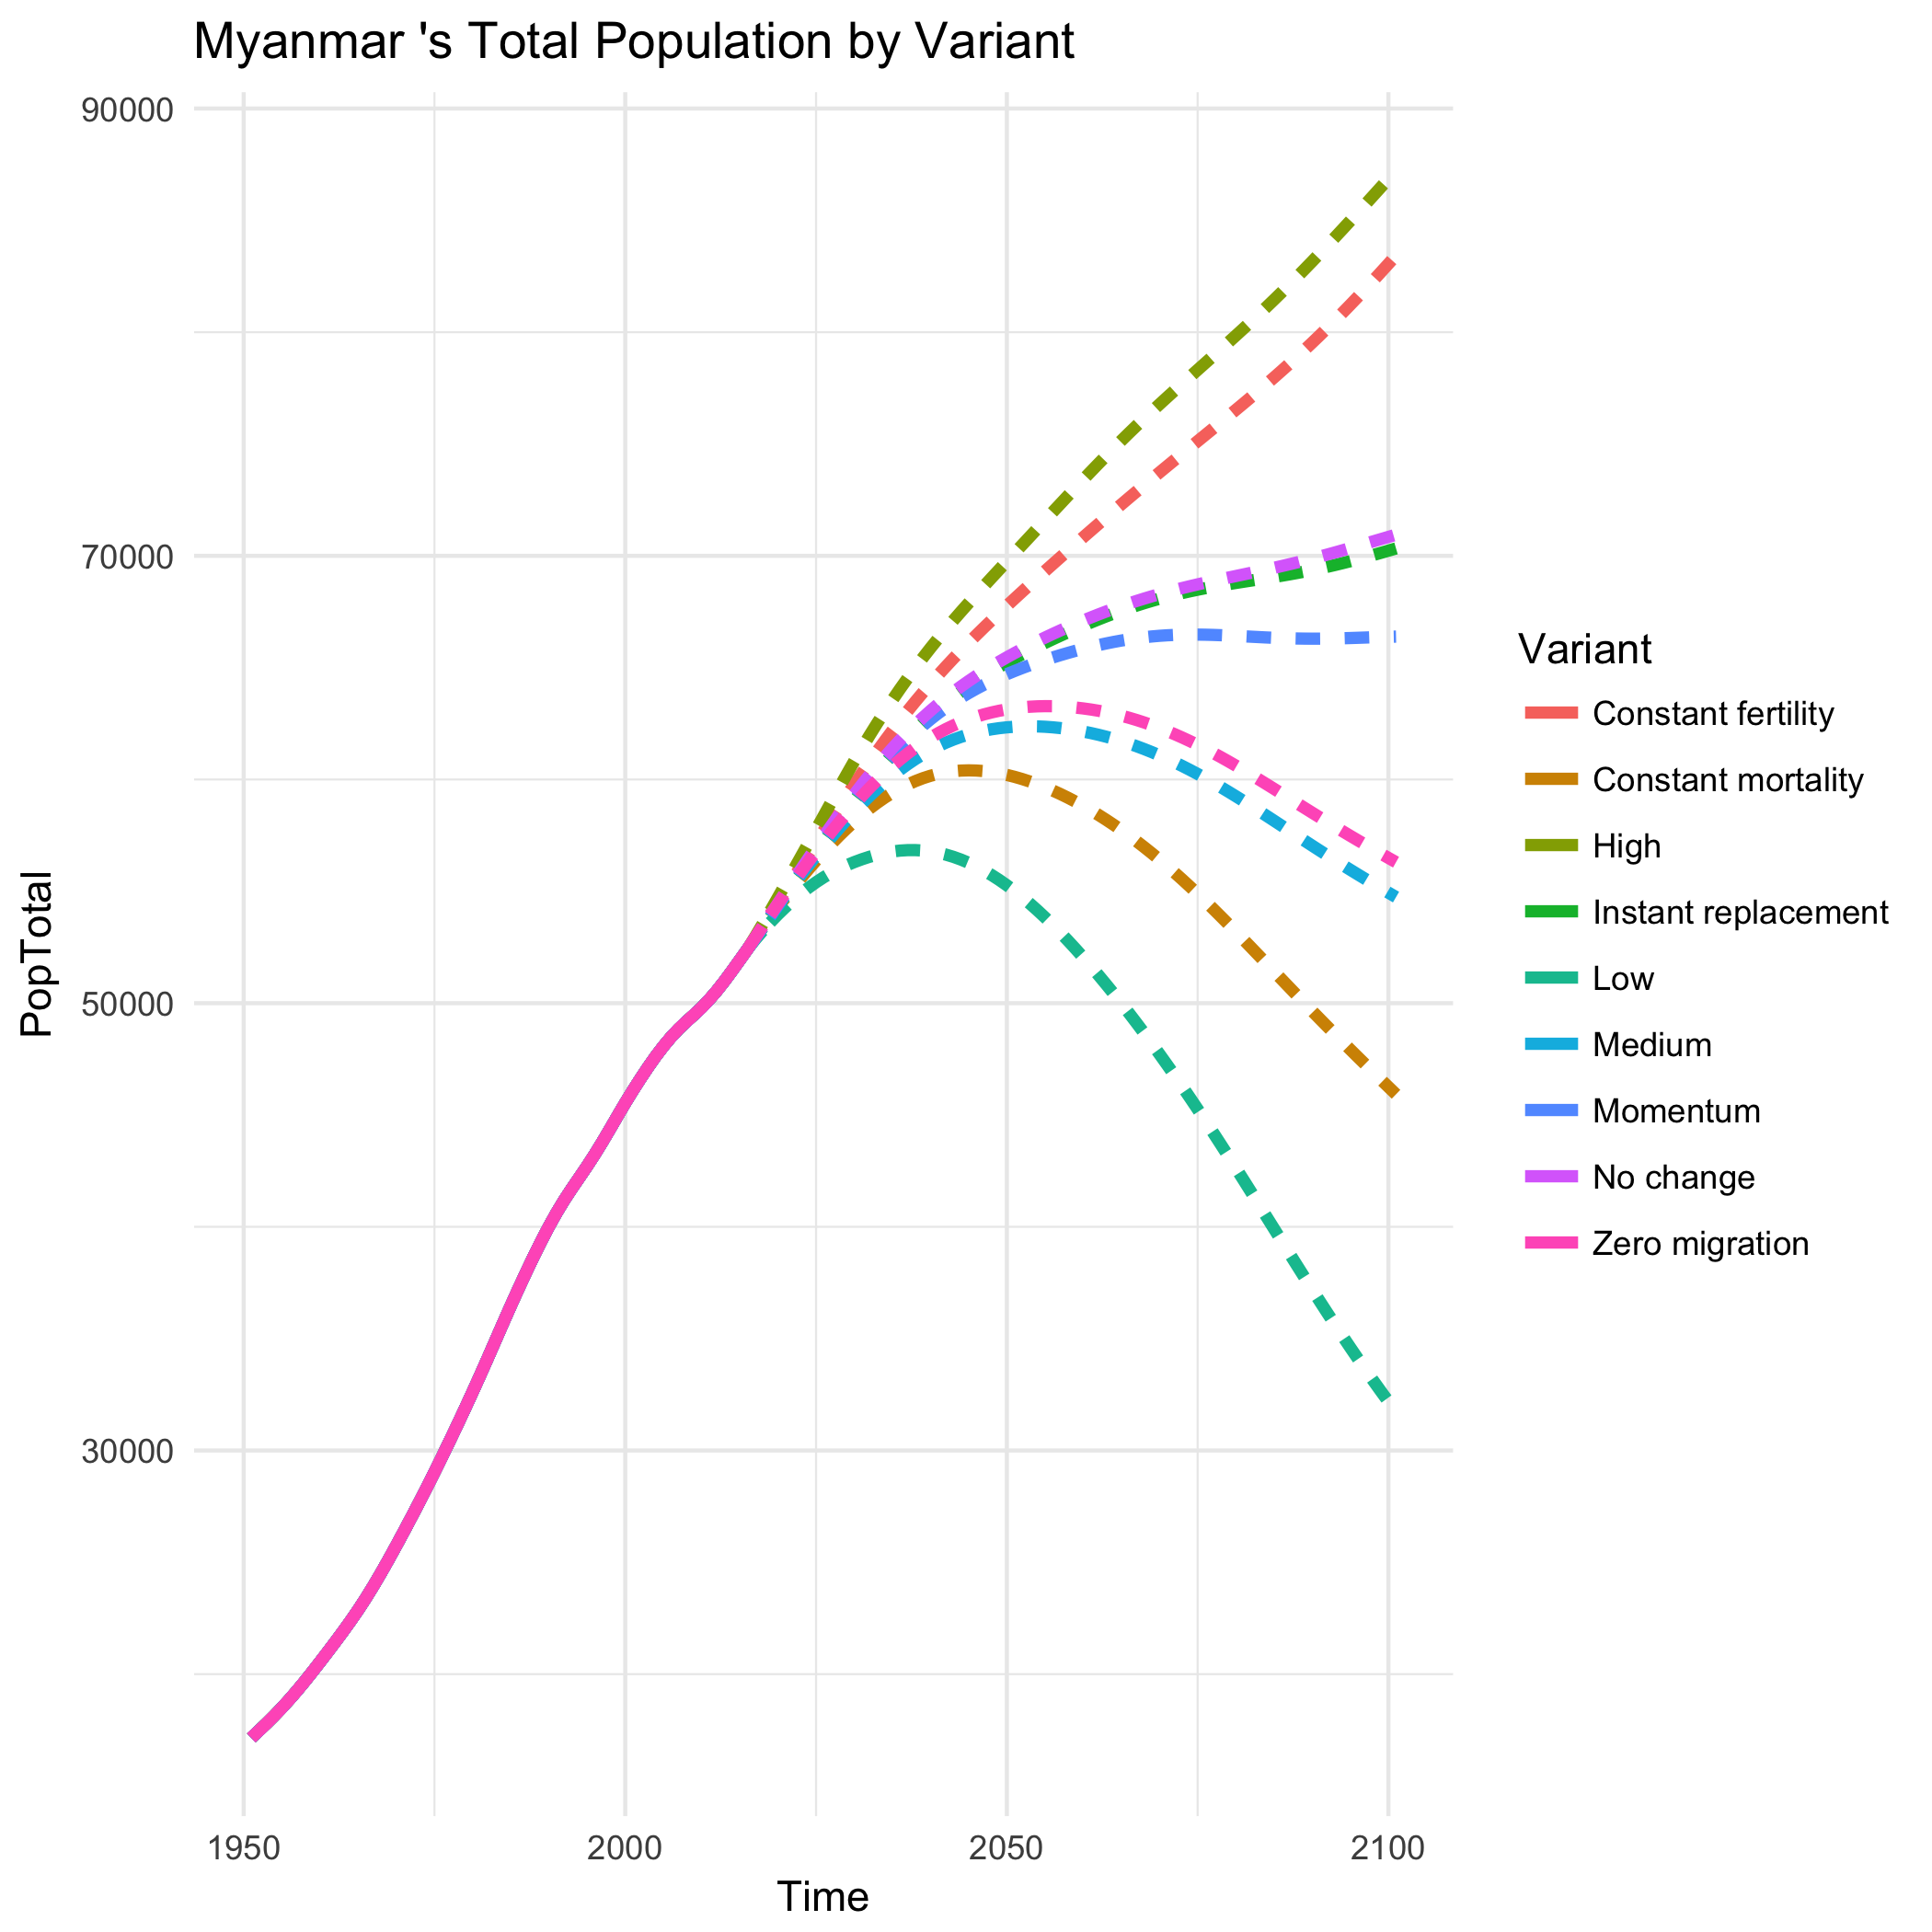 Myanmar 's Total Population by Variant
90000
70000
50000
30000
PopTotal
1950
2000
2050
2100
Time
Variant
Constant fertility
Constant mortality
High
Instant replacement
Low
Medium
Momentum
No change
Zero migration